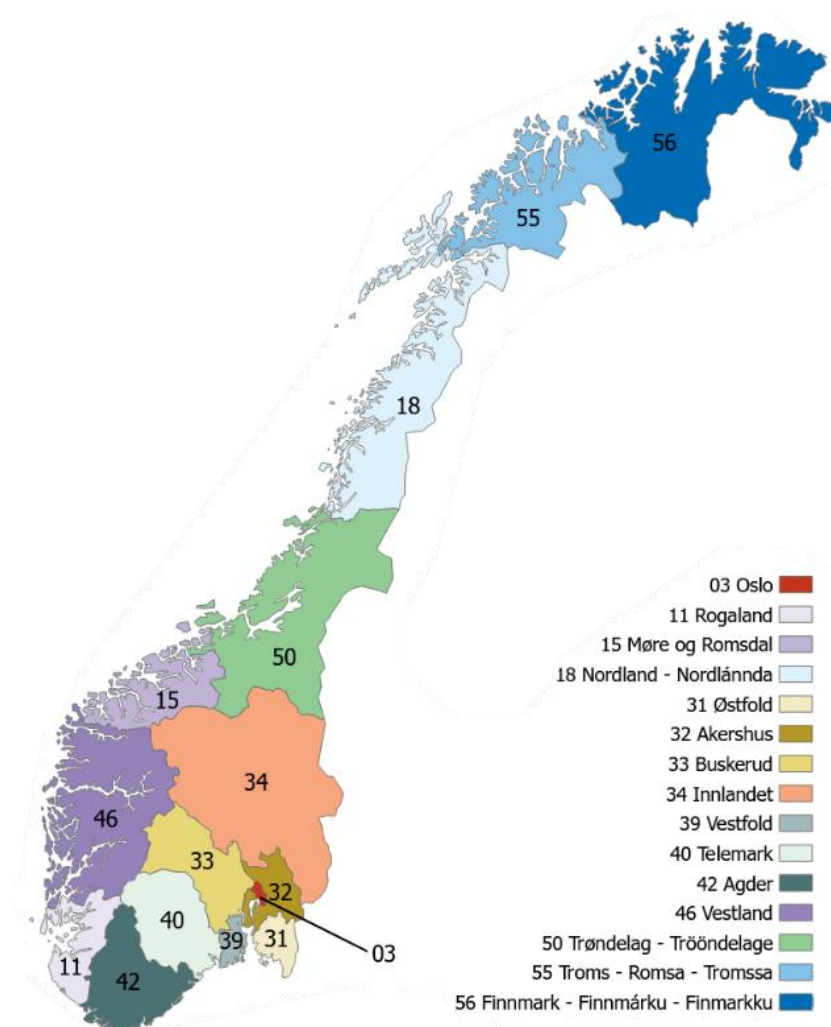 56
55
18
50
15
34
46
33
32
40
39
31
03
11
42
03 Oslo
11 Rogaland
15 Møre og Romsdal
18 Nordland - Nordlánnda
31 Østfold
32 Akershus
33 Buskerud
34 Innlandet
39 Vestfold
40 Telemark
42 Agder
46 Vestland
50 Trøndelag - Trööndelage
55 Troms - Romsa - Tromssa
56 Finnmark - Finnmárku - Finmarkku